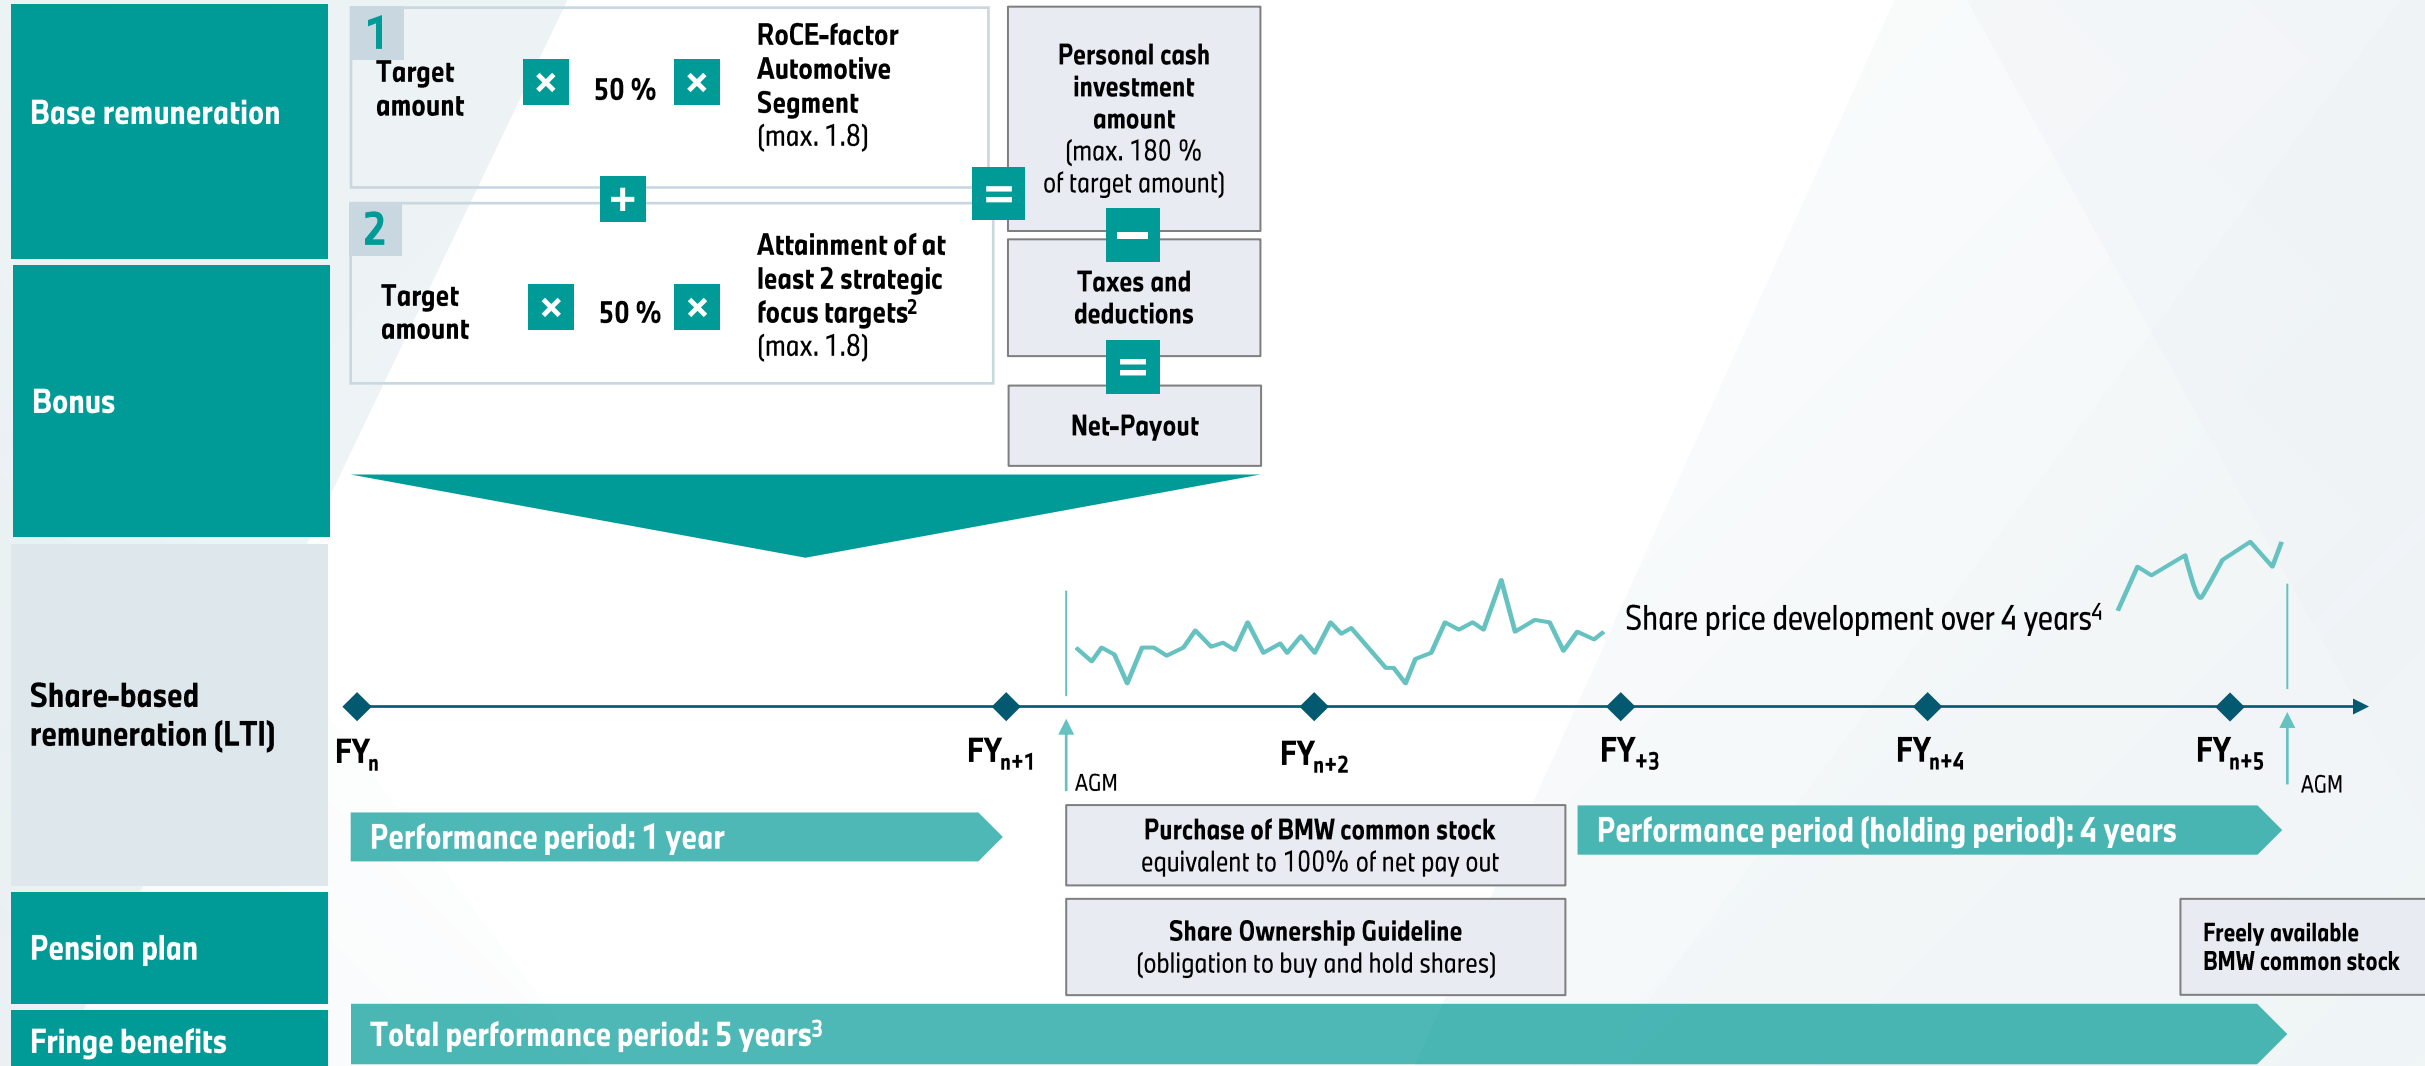 Base remuneration
Bonus
Share-based
remuneration (LTI)
Pension plan
Fringe benefits
1
Target
amount
×
50 %
×
RoCE-factor
Automotive
Segment
(max. 1.8)
+
2
Target
amount
×
50 %
×
Attainment of at
least 2 strategic
focus targets²
(max. 1.8)
=
Personal cash
investment
amount
(max. 180 %
of target amount)
−
Taxes and
deductions
=
Net-Payout
Share price development over 4 years⁴
FYn
FYn+1
FYn+2
FY+3
FYn+4
FYn+5
AGM
AGM
Performance period: 1 year
Purchase of BMW common stock
equivalent to 100% of net pay out
Performance period (holding period): 4 years
Share Ownership Guideline
(obligation to buy and hold shares)
Freely available
BMW common stock
Total performance period: 5 years³